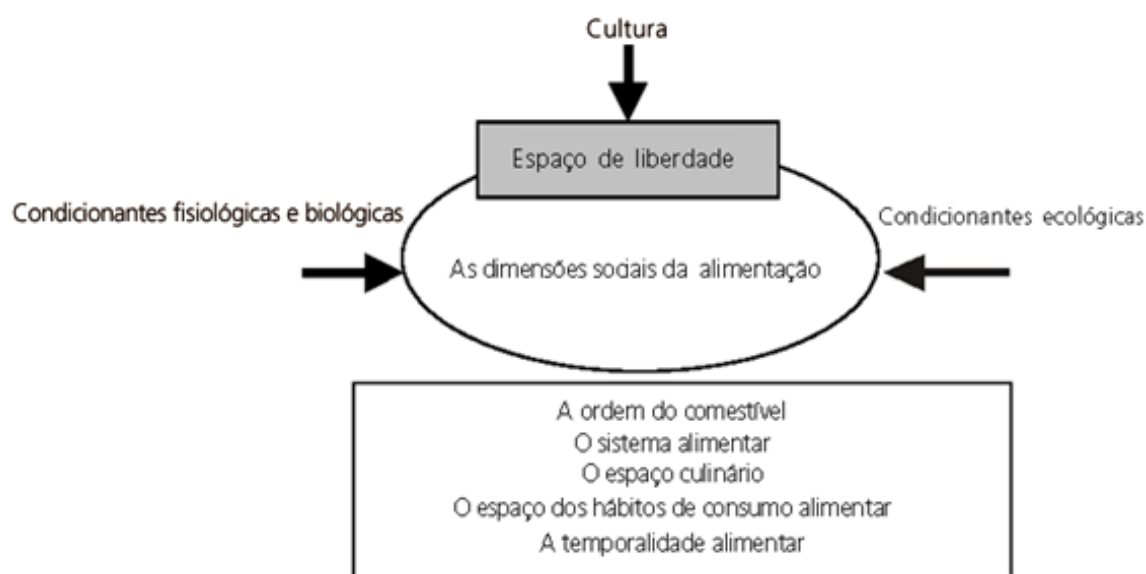 Cultura
Espaço de liberdade
Condicionantes fisiológicas e biológicas
Condicionantes ecológicas
As dimensões sociais da alimentação
A ordem do comestível
O sistema alimentar
O espaço culinário
O espaço dos hábitos de consumo alimentar
A temporalidade alimentar